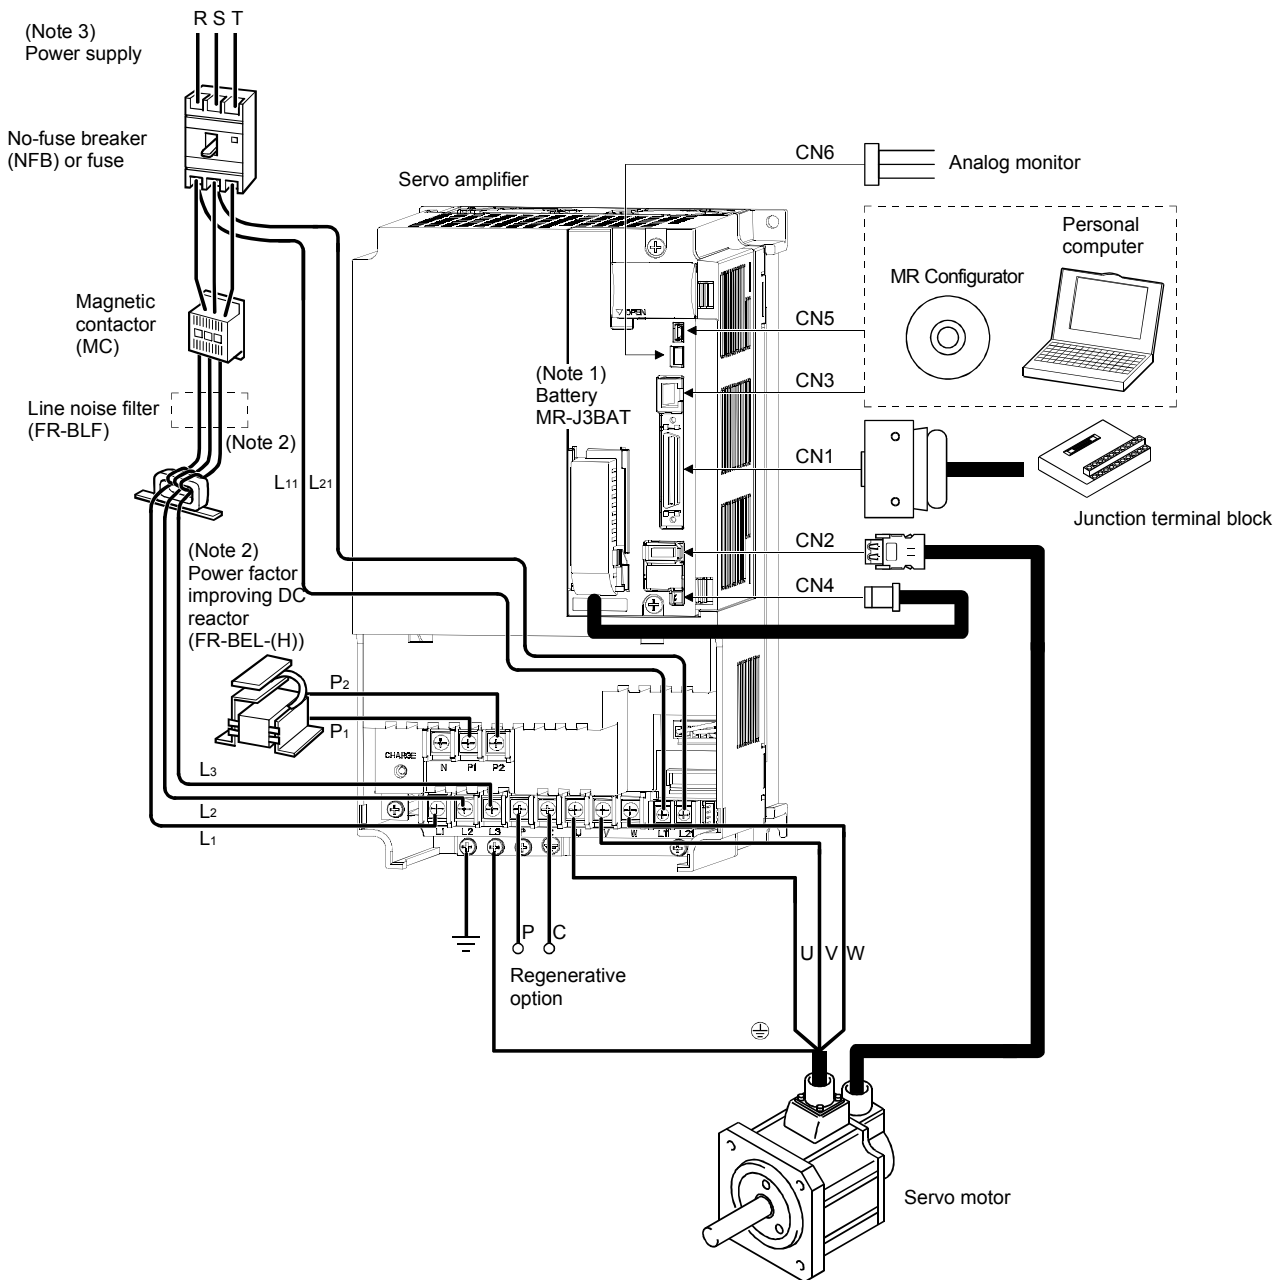 R S T
(Note 3)
Power supply
No-fuse breaker
(NFB) or fuse
Servo amplifier
CN6
Analog monitor
Personal
computer
MR Configurator
Magnetic
contactor
(MC)
OPEN
CN5
(Note 1)
Battery
MR-J3BAT
CN3
Line noise filter
(FR-BLF)
(Note 2)
CN1
L11 L21
Junction terminal block
(Note 2)
Power factor
improving DC
reactor
(FR-BEL-(H))
CN2
CN4
P2
P1
CHARGE
N P1 P2
L3
L2
L1
L1 L2 L3 U V W L11 L21
P C
Regenerative
option
U V W
Servo motor